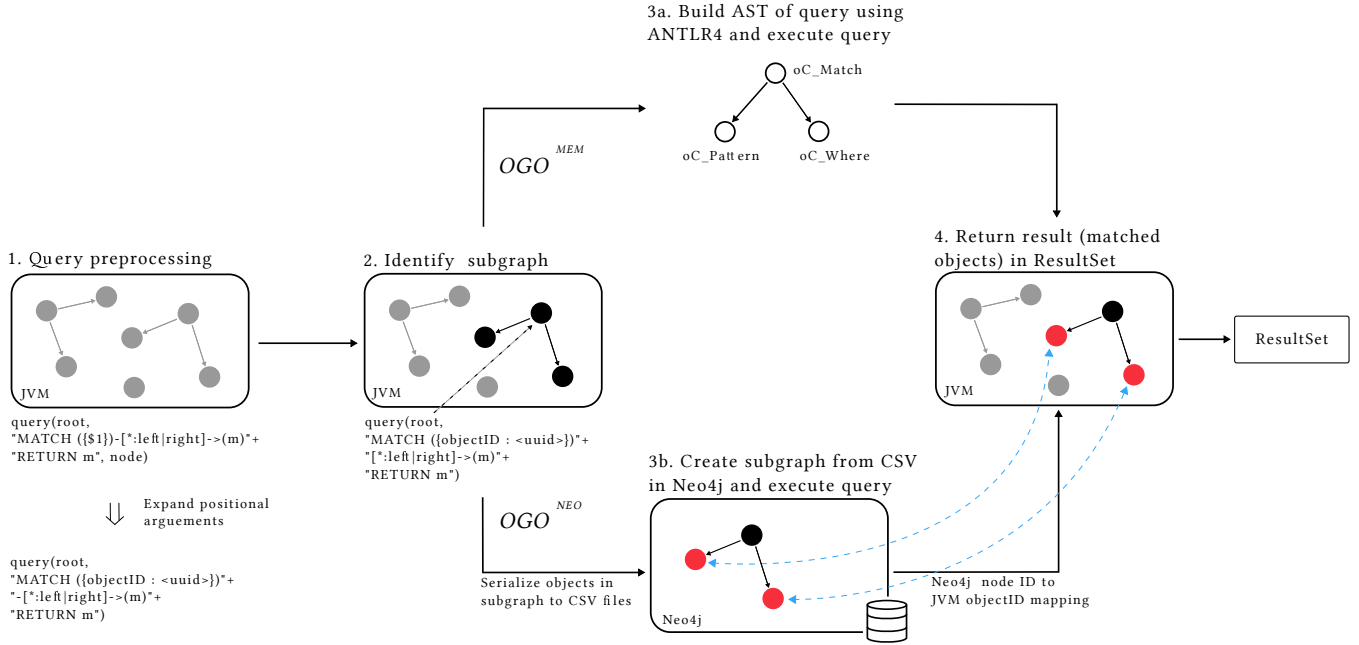 3a. Build AST of query using
ANTLR4 and execute query
oC_Match
oC_Pattern
oC_Where
OGO MEM
1. Query preprocessing
JVM
query(root,
"MATCH ({$1})-[*:left|right]->(m)"+
"RETURN m", node)
Expand positional
arguements
query(root,
"MATCH ({objectID : <uuid>})"+
"-[*:left|right]->(m)"+
"RETURN m")
2. Identify subgraph
JVM
query(root,
"MATCH ({objectID : <uuid>})"+
"[*:left|right]->(m)"+
"RETURN m")
OGO NEO
Serialize objects in
subgraph to CSV files
3b. Create subgraph from CSV
in Neo4j and execute query
Neo4j
Neo4j node ID to
JVM objectID mapping
4. Return result (matched
objects) in ResultSet
JVM
ResultSet